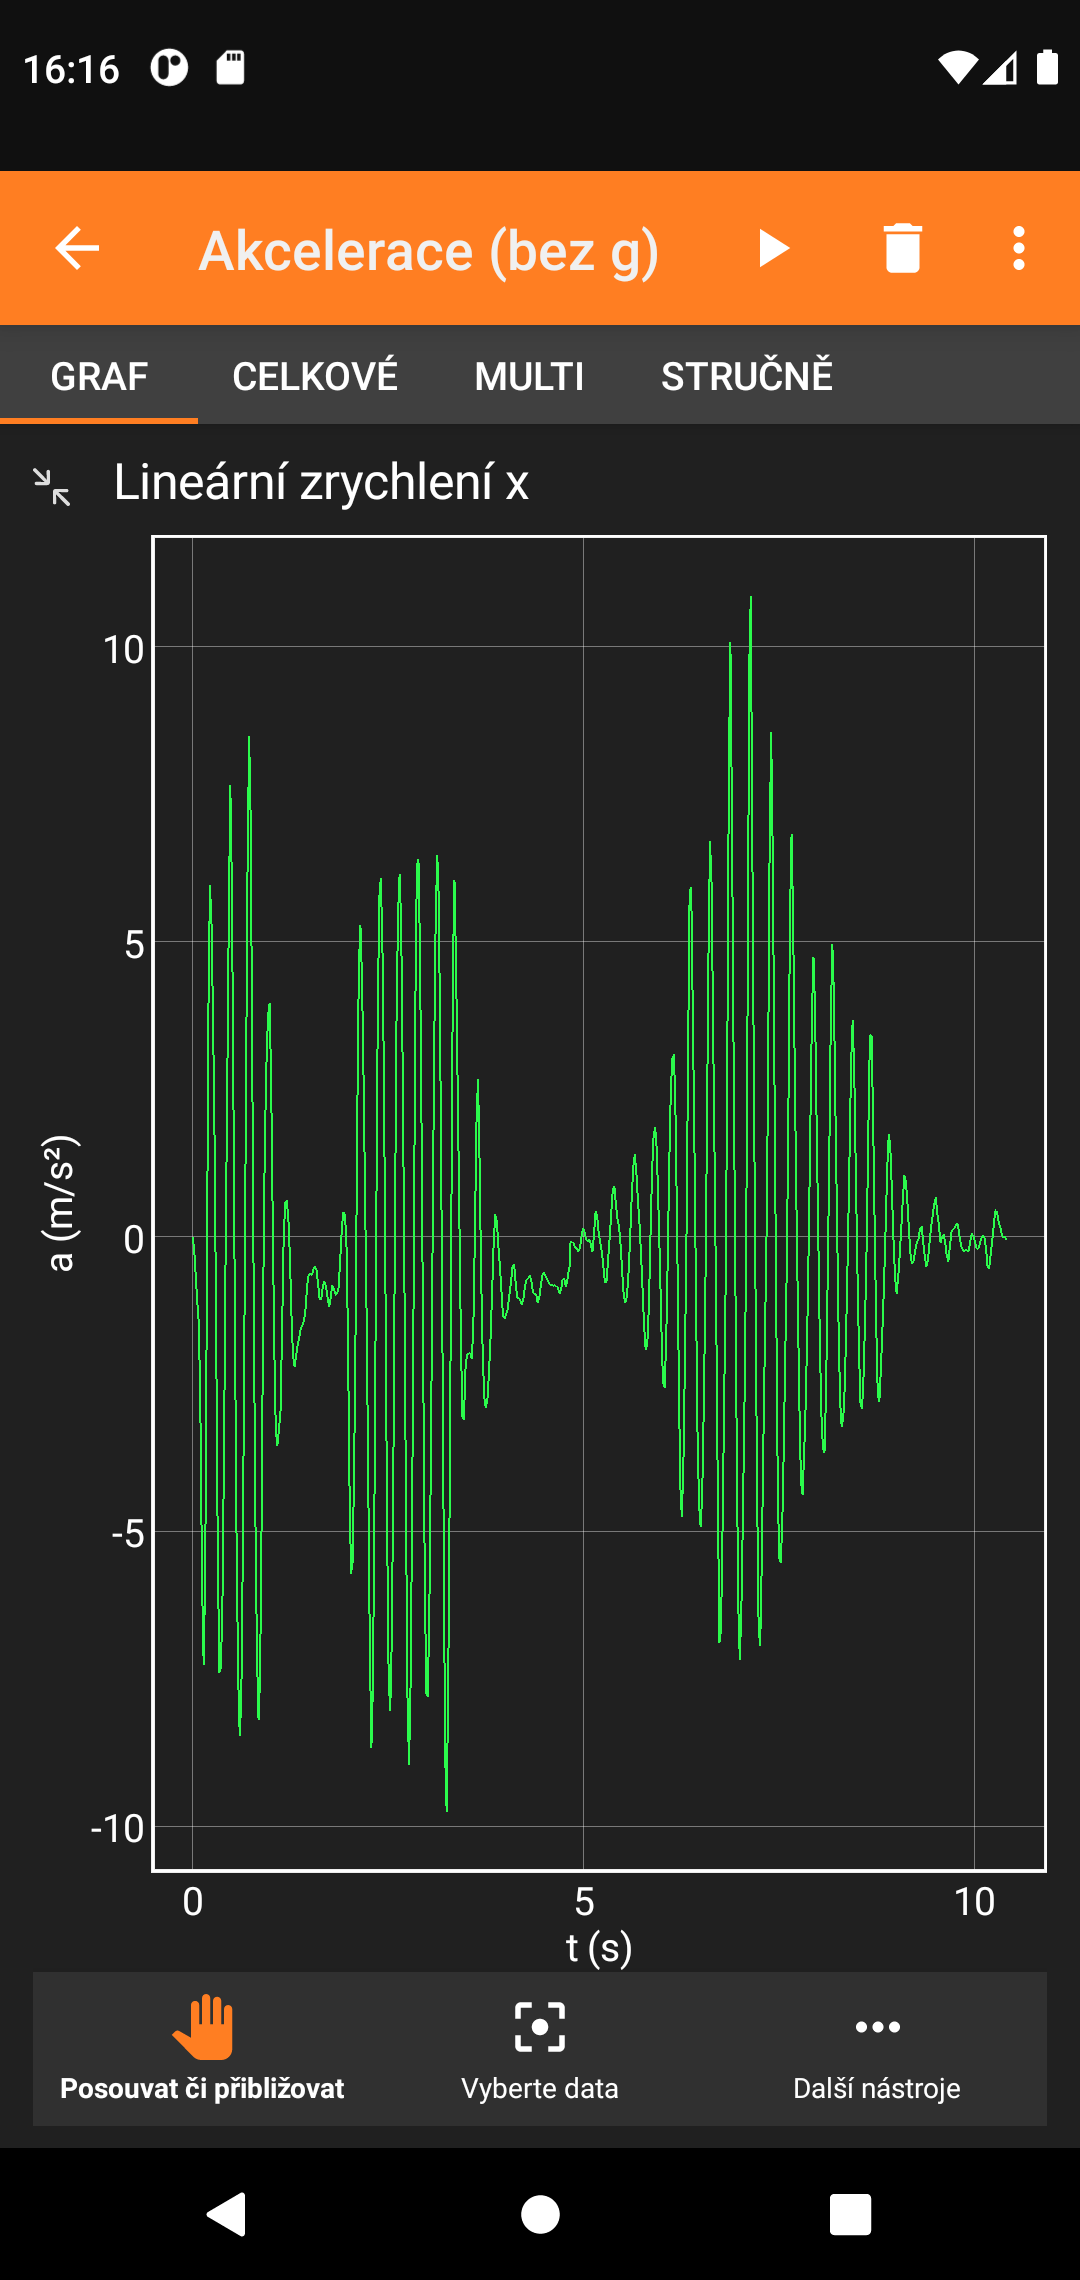 16:16
Akcelerace (bez g)
GRAF CELKOVÉ MULTI STRUČNĚ
Lineární zrychlení x
10
5
0
-5
-10
a (m/s²)
0 5 10
t (s)
Posouvat či přibližovat Vyberte data Další nástroje